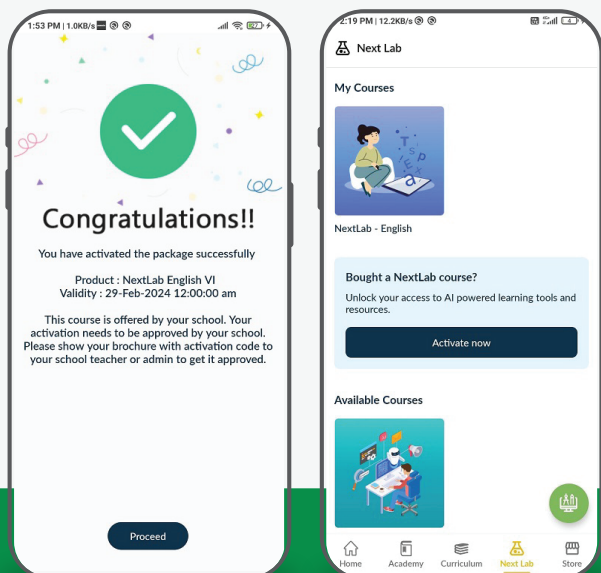 1:53 PM | 1.0KB/s
Congratulations!!
You have activated the package successfully
Product : NextLab English VI
Validity : 29-Feb-2024 12:00:00 am
This course is offered by your school. Your
activation needs to be approved by your school.
Please show your brochure with activation code to
your school teacher or admin to get it approved.
Proceed
2:19 PM | 12.2KB/s
Next Lab
My Courses
NextLab - English
Bought a NextLab course?
Unlock your access to AI powered learning tools and
resources.
Activate now
Available Courses
Home Academy Curriculum Next Lab Store